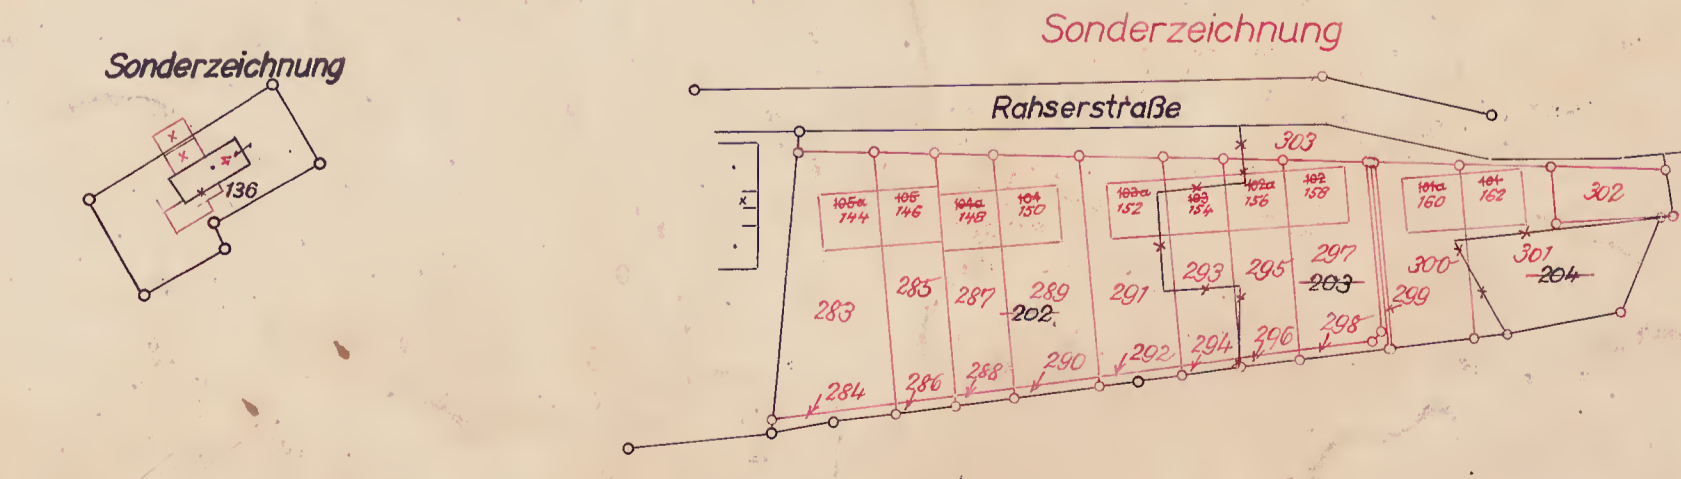 Sonderzeichnung
136
Sonderzeichnung
Rahserstraße
303
105a 105 104a 104 103a 103 102a 102 101a 101
144 146 148 150 152 154 156 158 160 162
302
283 285 287 289 291 293 295 297 300 301
202 203 204
299
284 286 288 290 292 294 296 298